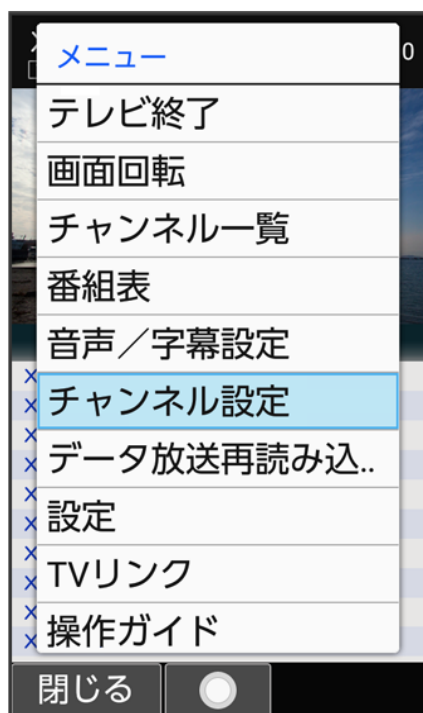 メニュー
0
テレビ終了
画面回転
チャンネル一覧
番組表
音声／字幕設定
チャンネル設定
データ放送再読み込..
設定
TVリンク
操作ガイド
閉じる